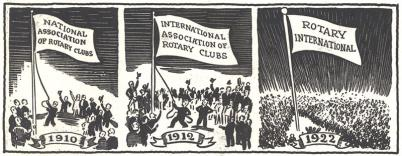 NATIONAL
ASSOCIATION
OF ROTARY CLUBS
1910
INTERNATIONAL
ASSOCIATION OF
ROTARY CLUBS
1912
ROTARY
INTERNATIONAL
1922